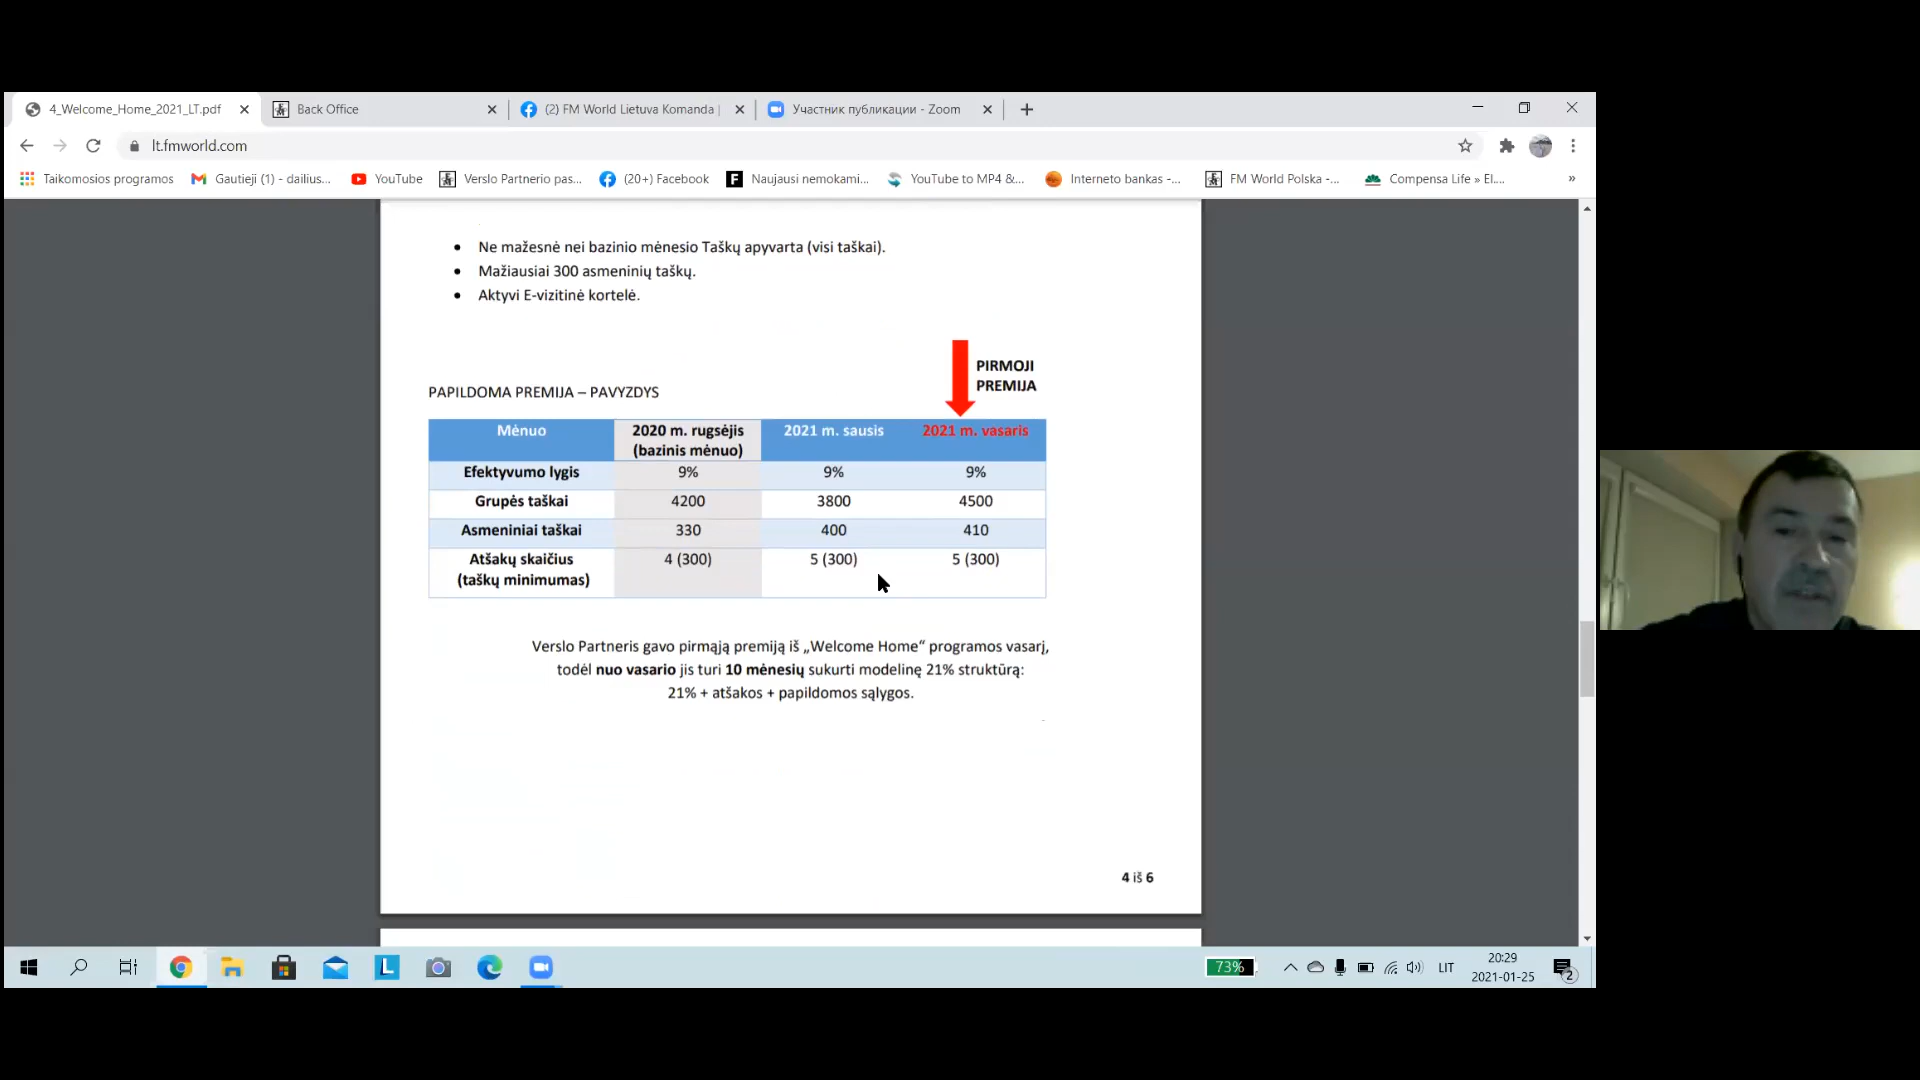 4_Welcome_Home_2021_LT.pdf
Back Office
(2) FM World Lietuva Komanda |
Участник публикации - Zoom
lt.fmworld.com
Taikomosios programos
Gautieji (1) - dailius...
YouTube
Verslo Partnerio pas...
(20+) Facebook
Naujausi nemokami...
YouTube to MP4 &...
Interneto bankas -...
FM World Polska -...
Compensa Life » El....
»
• Ne mažesnė nei bazinio mėnesio Taškų apyvarta (visi taškai).
• Mažiausiai 300 asmeninių taškų.
• Aktyvi E-vizitinė kortelė.
PIRMOJI
PREMIJA
PAPILDOMA PREMIJA – PAVYZDYS
Mėnuo 2020 m. rugsėjis 2021 m. sausis 2021 m. vasaris
(bazinis mėnuo)
Efektyvumo lygis 9% 9% 9%
Grupės taškai 4200 3800 4500
Asmeniniai taškai 330 400 410
Atšakų skaičius 4 (300) 5 (300) 5 (300)
(taškų minimumas)
Verslo Partneris gavo pirmąją premiją iš „Welcome Home“ programos vasarį,
todėl nuo vasario jis turi 10 mėnesių sukurti modelinę 21% struktūrą:
21% + atšakos + papildomos sąlygos.
4 iš 6
73%
LIT
20:29
2021-01-25
2